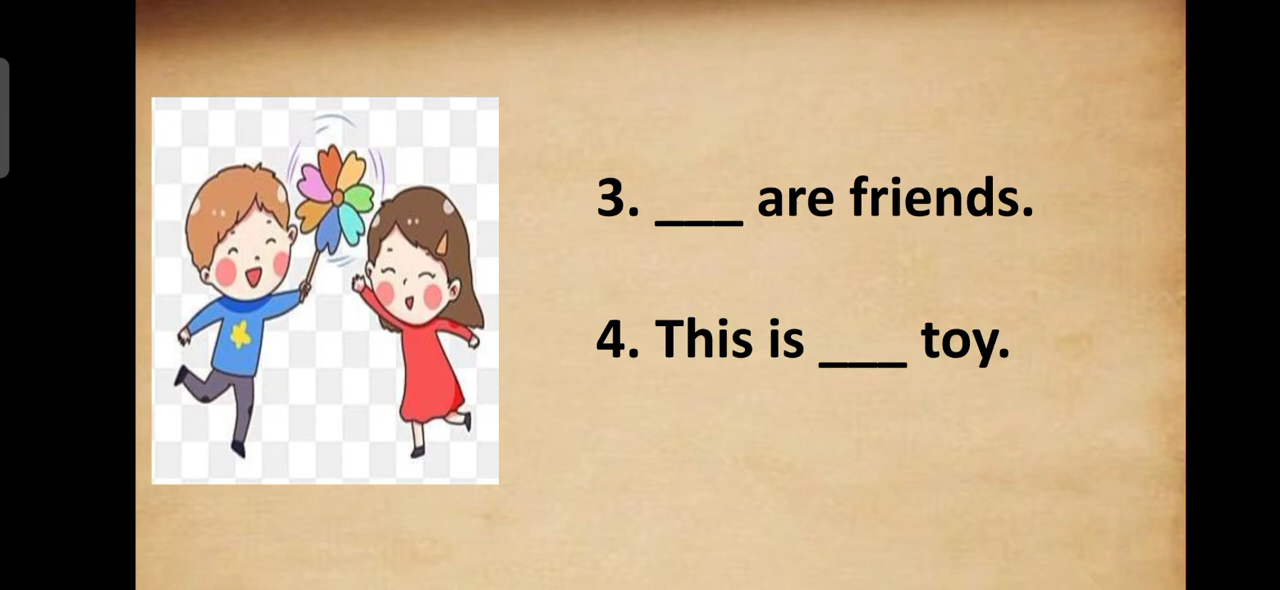 3. ___ are friends.
4. This is ___ toy.